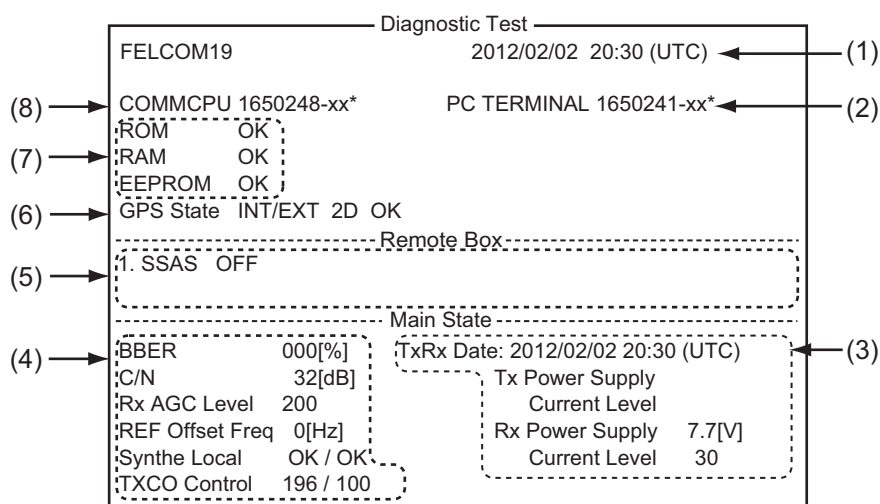 Diagnostic Test
FELCOM19 2012/02/02 20:30 (UTC) (1)
(8) COMMCPU 1650248-xx* PC TERMINAL 1650241-xx* (2)
ROM OK
(7) RAM OK
EEPROM OK
(6) GPS State INT/EXT 2D OK
Remote Box
(5) 1. SSAS OFF
Main State
(4) BBER 000[%] TxRx Date: 2012/02/02 20:30 (UTC) (3)
C/N 32[dB] Tx Power Supply
Rx AGC Level 200 Current Level
REF Offset Freq 0[Hz] Rx Power Supply 7.7[V]
Synthe Local OK / OK Current Level 30
TXCO Control 196 / 100